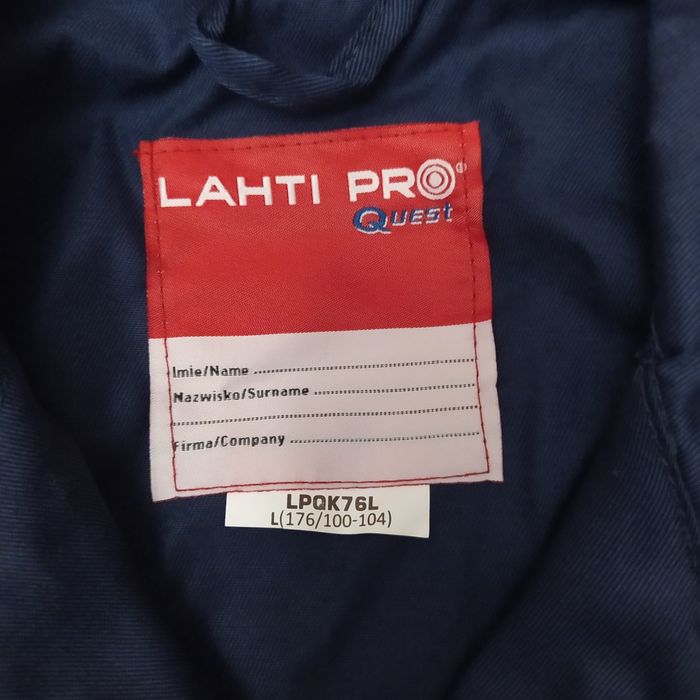 LAHTI PRO®
Quest
Imie/Name
Nazwisko/Surname
Firma/Company
LPQK76L
L(176/100-104)